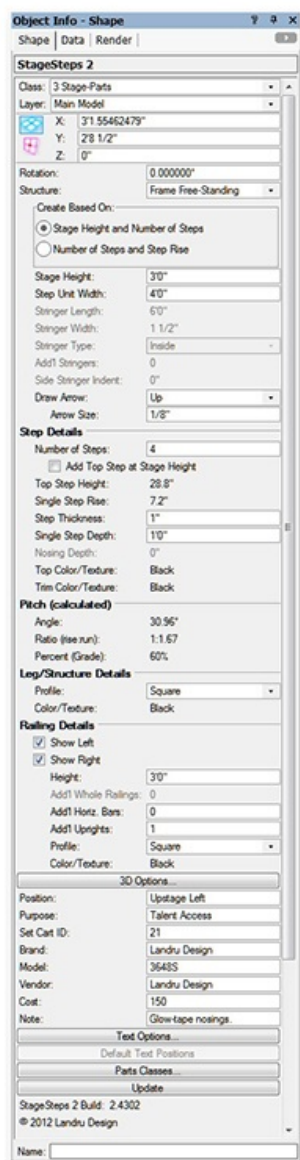 Object Info - Shape
Shape Data Render
StageSteps 2
Class: 3 Stage-Parts
Layer: Main Model
X: 3'1.55462479"
Y: 2'8 1/2"
Z: 0"
Rotation: 0.000000°
Structure: Frame Free-Standing
Create Based On:
Stage Height and Number of Steps
Number of Steps and Step Rise
Stage Height: 3'0"
Step Unit Width: 4'0"
Stringer Length: 6'0"
Stringer Width: 1 1/2"
Stringer Type: Inside
Add'l Stringers: 0
Side Stringer Indent: 0"
Draw Arrow: Up
Arrow Size: 1/8"
Step Details
Number of Steps: 4
Add Top Step at Stage Height
Top Step Height: 28.8"
Single Step Rise: 7.2"
Step Thickness: 1"
Single Step Depth: 1'0"
Nosing Depth: 0"
Top Color/Texture: Black
Trim Color/Texture: Black
Pitch (calculated)
Angle: 30.96°
Ratio (rise:run): 1:1.67
Percent (Grade): 60%
Leg/Structure Details
Profile: Square
Color/Texture: Black
Railing Details
Show Left
Show Right
Height: 3'0"
Add'l Whole Railings: 0
Add'l Horiz. Bars: 0
Add'l Uprights: 1
Profile: Square
Color/Texture: Black
3D Options...
Position: Upstage Left
Purpose: Talent Access
Set Cart ID: 21
Brand: Landru Design
Model: 3648S
Vendor: Landru Design
Cost: 150
Note: Glow-tape nosings.
Text Options...
Default Text Positions
Parts Classes...
Update
StageSteps 2 Build: 2.4302
© 2012 Landru Design
Name: